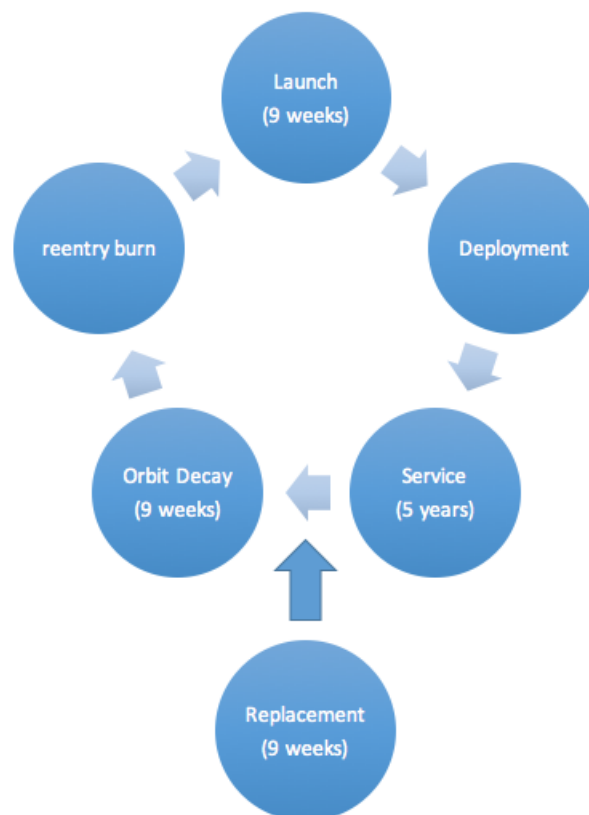 Launch
(9 weeks)
reentry burn
Deployment
Orbit Decay
(9 weeks)
Service
(5 years)
Replacement
(9 weeks)